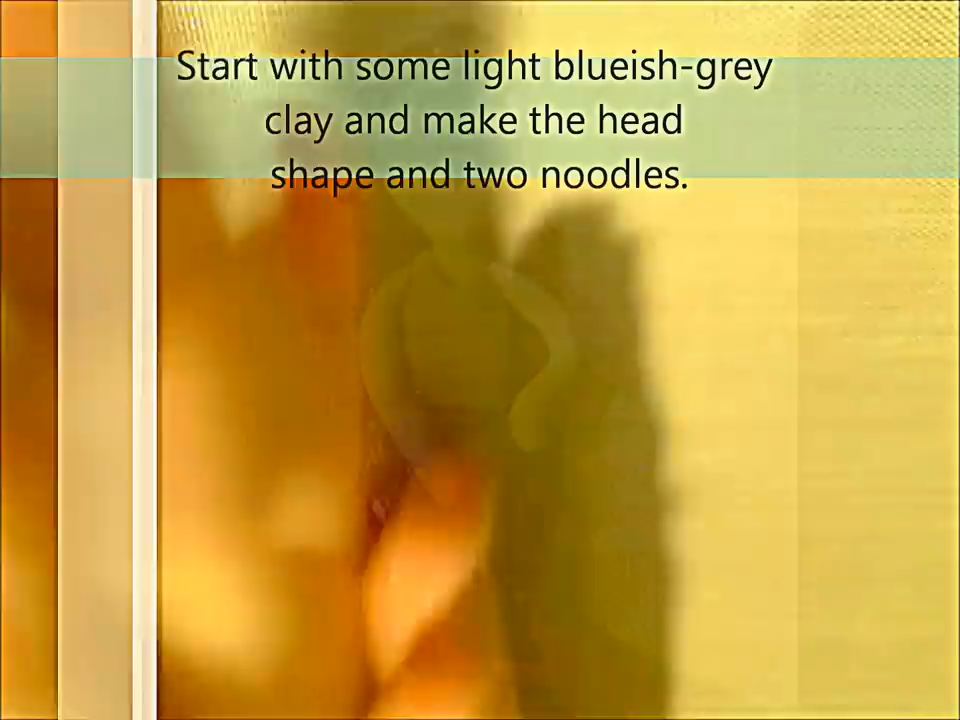 Start with some light blueish-grey
clay and make the head
shape and two noodles.